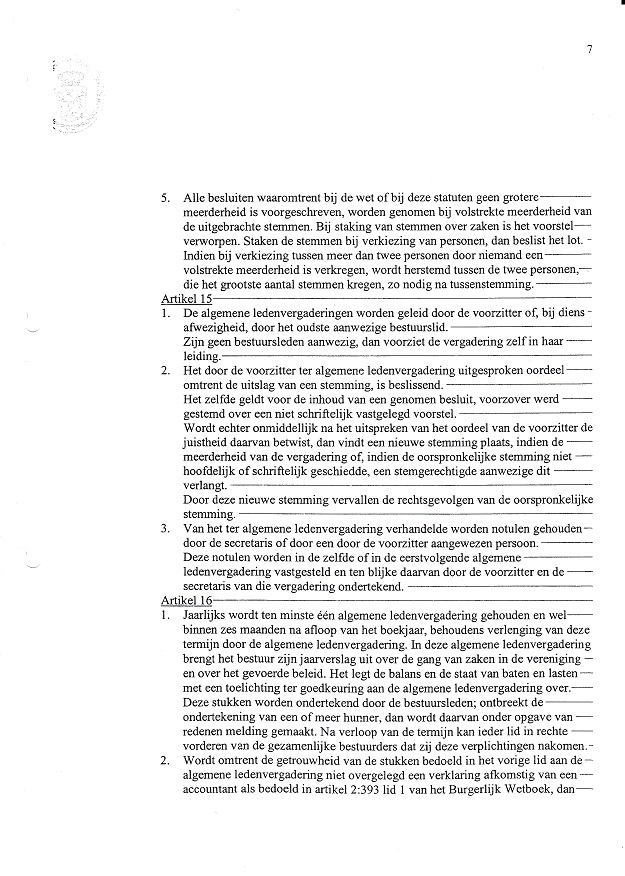 7
5. Alle besluiten waaromtrent bij de wet of bij deze statuten geen grotere
meerderheid is voorgeschreven, worden genomen bij volstrekte meerderheid van
de uitgebrachte stemmen. Bij staking van stemmen over zaken is het voorstel
verworpen. Staken de stemmen bij verkiezing van personen, dan beslist het lot. -
Indien bij verkiezing tussen meer dan twee personen door niemand een
volstrekte meerderheid is verkregen, wordt herstemd tussen de twee personen,
die het grootste aantal stemmen kregen, zo nodig na tussenstemming.
Artikel 15
1. De algemene ledenvergaderingen worden geleid door de voorzitter of, bij diens -
afwezigheid, door het oudste aanwezige bestuurslid.
Zijn geen bestuursleden aanwezig, dan voorziet de vergadering zelf in haar
leiding.
2. Het door de voorzitter ter algemene ledenvergadering uitgesproken oordeel
omtrent de uitslag van een stemming, is beslissend.
Het zelfde geldt voor de inhoud van een genomen besluit, voorzover werd
gestemd over een niet schriftelijk vastgelegd voorstel.
Wordt echter onmiddellijk na het uitspreken van het oordeel van de voorzitter de
juistheid daarvan betwist, dan vindt een nieuwe stemming plaats, indien de
meerderheid van de vergadering of, indien de oorspronkelijke stemming niet
hoofdelijk of schriftelijk geschiedde, een stemgerechtigde aanwezige dit
verlangt.
Door deze nieuwe stemming vervallen de rechtsgevolgen van de oorspronkelijke
stemming.
3. Van het ter algemene ledenvergadering verhandelde worden notulen gehouden
door de secretaris of door een door de voorzitter aangewezen persoon.
Deze notulen worden in de zelfde of in de eerstvolgende algemene
ledenvergadering vastgesteld en ten blijke daarvan door de voorzitter en de
secretaris van die vergadering ondertekend.
Artikel 16
1. Jaarlijks wordt ten minste één algemene ledenvergadering gehouden en wel
binnen zes maanden na afloop van het boekjaar, behoudens verlenging van deze
termijn door de algemene ledenvergadering. In deze algemene ledenvergadering
brengt het bestuur zijn jaarverslag uit over de gang van zaken in de vereniging
en over het gevoerde beleid. Het legt de balans en de staat van baten en lasten
met een toelichting ter goedkeuring aan de algemene ledenvergadering over.
Deze stukken worden ondertekend door de bestuursleden; ontbreekt de
ondertekening van een of meer hunner, dan wordt daarvan onder opgave van
redenen melding gemaakt. Na verloop van de termijn kan ieder lid in rechte
vorderen van de gezamenlijke bestuurders dat zij deze verplichtingen nakomen. -
2. Wordt omtrent de getrouwheid van de stukken bedoeld in het vorige lid aan de
algemene ledenvergadering niet overgelegd een verklaring afkomstig van een
accountant als bedoeld in artikel 2:393 lid 1 van het Burgerlijk Wetboek, dan